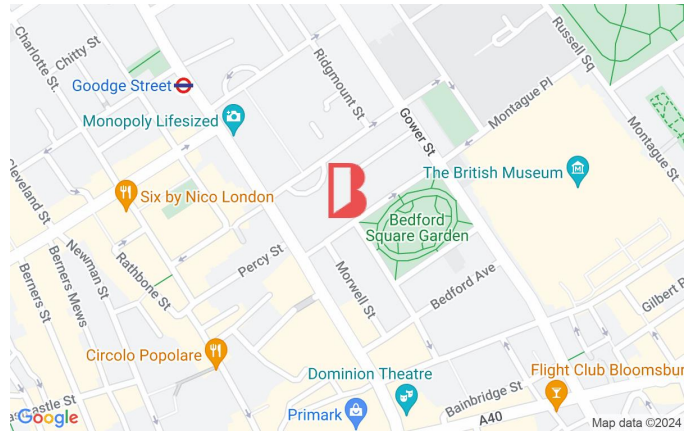 Charlotte St.
Chitty St
Goodge Street
Ridgmount St
Russell Sq
Monopoly Lifesized
Gower St
Montague Pl
Montague St
The British Museum
Cleveland St
Six by Nico London
Bedford
Square Garden
Newman St
Berners Mews
Berners St
Rathbone St
Percy St
Morwell St
Bedford Ave
Gilbert P
Circolo Popolare
Dominion Theatre
Flight Club Bloomsbur
Bainbridge St
Castle St
Primark
A40
Google
Map data ©2024